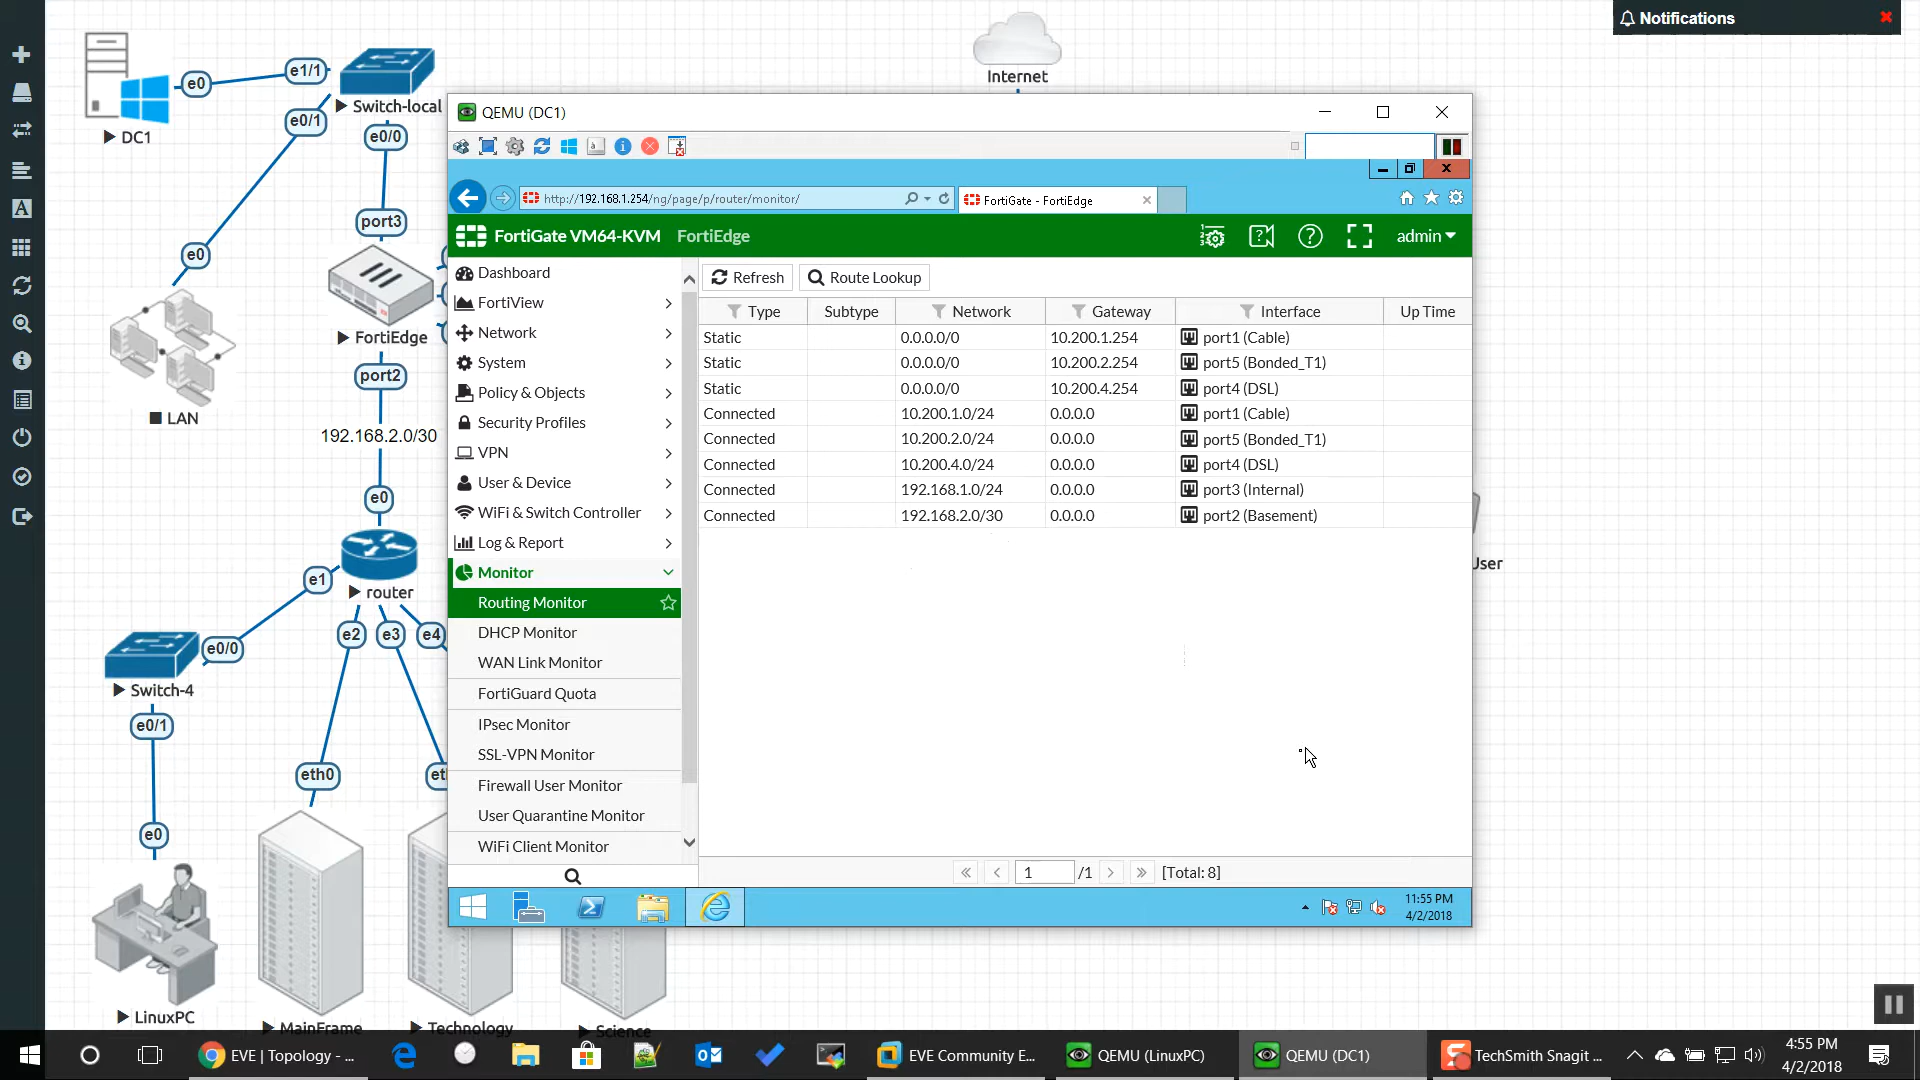 Notifications
Internet
e0
e1/1
Switch-local
DC1
e0/1
e0/0
port3
e0
FortiEdge
LAN
port2
192.168.2.0/30
e0
router
e1
e2
e3
e4
e0/0
Switch-4
e0/1
eth0
e0
LinuxPC
MainFrame
Technology
Science
User
QEMU (DC1)
http://192.168.1.254/ng/page/p/router/monitor/
FortiGate - FortiEdge
FortiGate VM64-KVM FortiEdge
admin
Dashboard
FortiView
Network
System
Policy & Objects
Security Profiles
VPN
User & Device
WiFi & Switch Controller
Log & Report
Monitor
Routing Monitor
DHCP Monitor
WAN Link Monitor
FortiGuard Quota
IPsec Monitor
SSL-VPN Monitor
Firewall User Monitor
User Quarantine Monitor
WiFi Client Monitor
Refresh Route Lookup
Type Subtype Network Gateway Interface Up Time
Static 0.0.0.0/0 10.200.1.254 port1 (Cable)
Static 0.0.0.0/0 10.200.2.254 port5 (Bonded_T1)
Static 0.0.0.0/0 10.200.4.254 port4 (DSL)
Connected 10.200.1.0/24 0.0.0.0 port1 (Cable)
Connected 10.200.2.0/24 0.0.0.0 port5 (Bonded_T1)
Connected 10.200.4.0/24 0.0.0.0 port4 (DSL)
Connected 192.168.1.0/24 0.0.0.0 port3 (Internal)
Connected 192.168.2.0/30 0.0.0.0 port2 (Basement)
1 /1 [Total: 8]
11:55 PM
4/2/2018
EVE | Topology - ...
EVE Community E...
QEMU (LinuxPC)
QEMU (DC1)
TechSmith Snagit ...
4:55 PM
4/2/2018